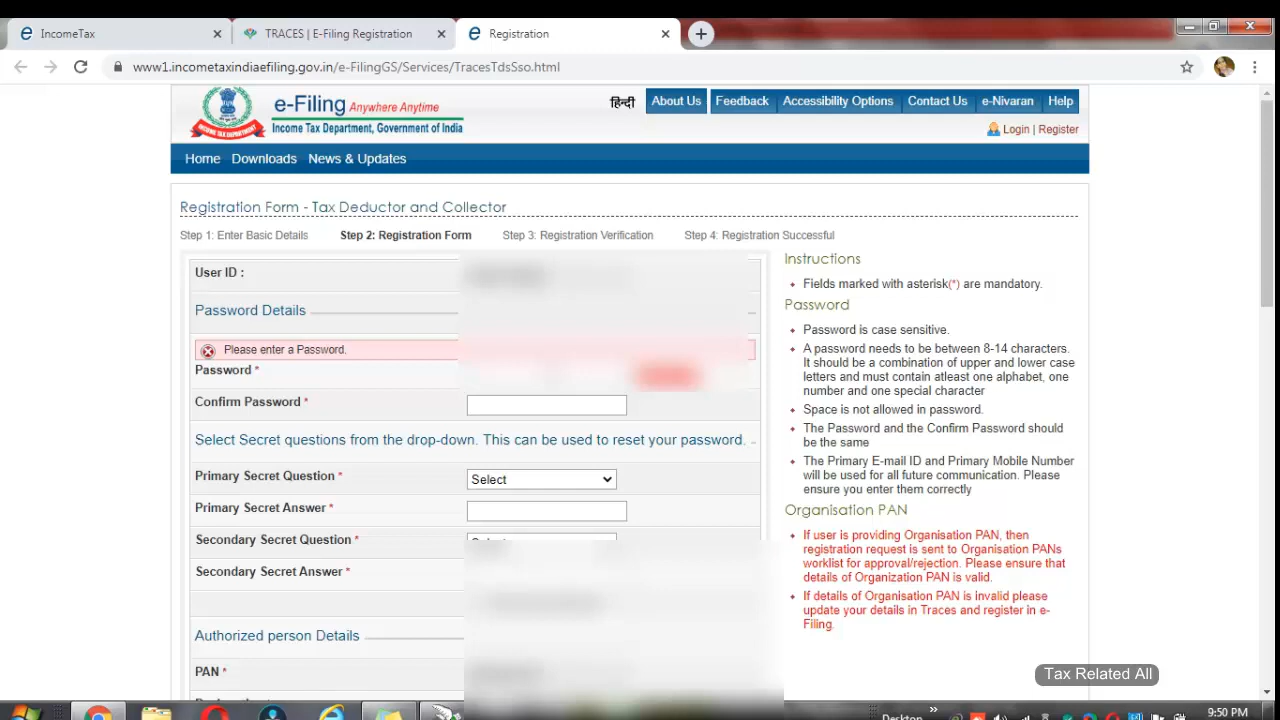 IncomeTax
TRACES | E-Filing Registration
Registration
www1.incometaxindiaefiling.gov.in/e-FilingGS/Services/TracesTdsSso.html
e-Filing Anywhere Anytime
Income Tax Department, Government of India
हिन्दी
About Us
Feedback
Accessibility Options
Contact Us
e-Nivaran
Help
Login | Register
Home
Downloads
News & Updates
Registration Form - Tax Deductor and Collector
Step 1: Enter Basic Details
Step 2: Registration Form
Step 3: Registration Verification
Step 4: Registration Successful
User ID :
Password Details
Please enter a Password.
Password *
Confirm Password *
Select Secret questions from the drop-down. This can be used to reset your password.
Primary Secret Question *
Select
Primary Secret Answer *
Secondary Secret Question *
Secondary Secret Answer *
Authorized person Details
PAN *
Instructions
Fields marked with asterisk(*) are mandatory.
Password
Password is case sensitive.
A password needs to be between 8-14 characters.
It should be a combination of upper and lower case
letters and must contain atleast one alphabet, one
number and one special character
Space is not allowed in password.
The Password and the Confirm Password should
be the same
The Primary E-mail ID and Primary Mobile Number
will be used for all future communication. Please
ensure you enter them correctly
Organisation PAN
If user is providing Organisation PAN, then
registration request is sent to Organisation PANs
worklist for approval/rejection. Please ensure that
details of Organization PAN is valid.
If details of Organisation PAN is invalid please
update your details in Traces and register in e-
Filing.
Tax Related All
Desktop
9:50 PM